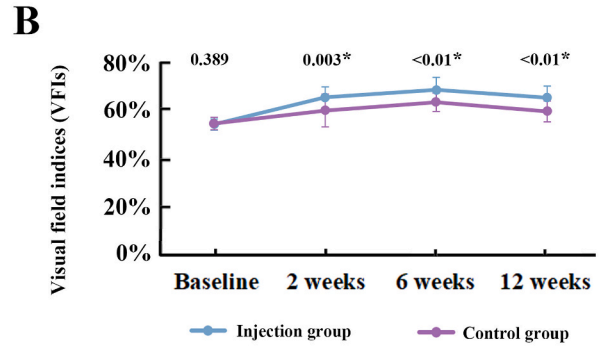 B
0.389 0.003* <0.01* <0.01*
Visual field indices (VFIs)
80%
60%
40%
20%
0%
Baseline 2 weeks 6 weeks 12 weeks
Injection group Control group